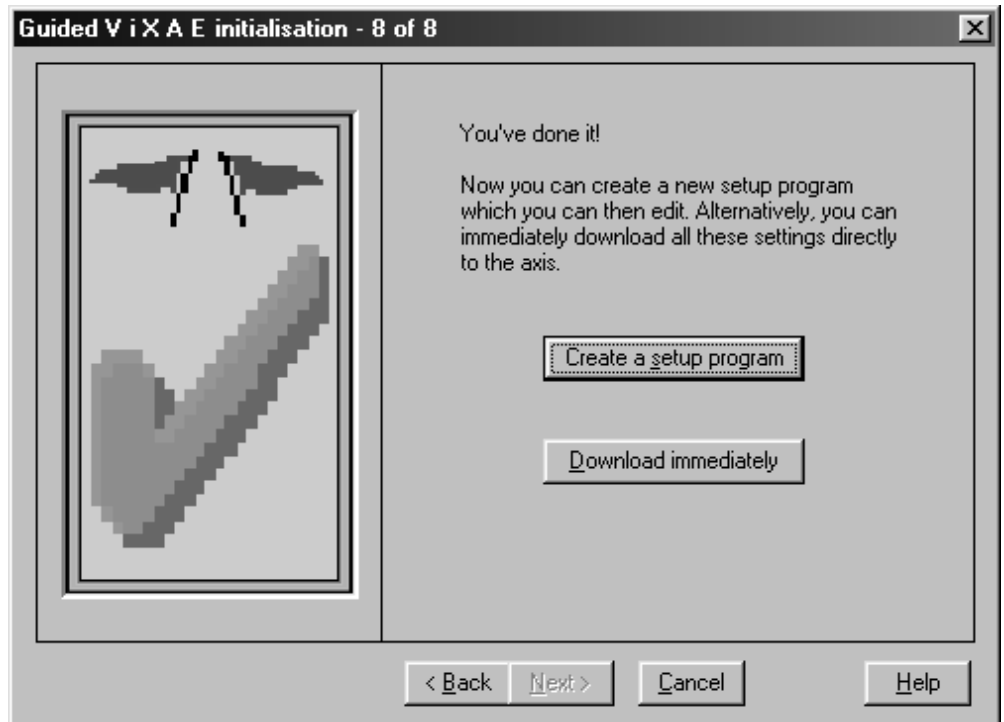 Guided V i X A E initialisation - 8 of 8
You've done it!
Now you can create a new setup program
which you can then edit. Alternatively, you can
immediately download all these settings directly
to the axis.
Create a setup program
Download immediately
< Back
Next >
Cancel
Help